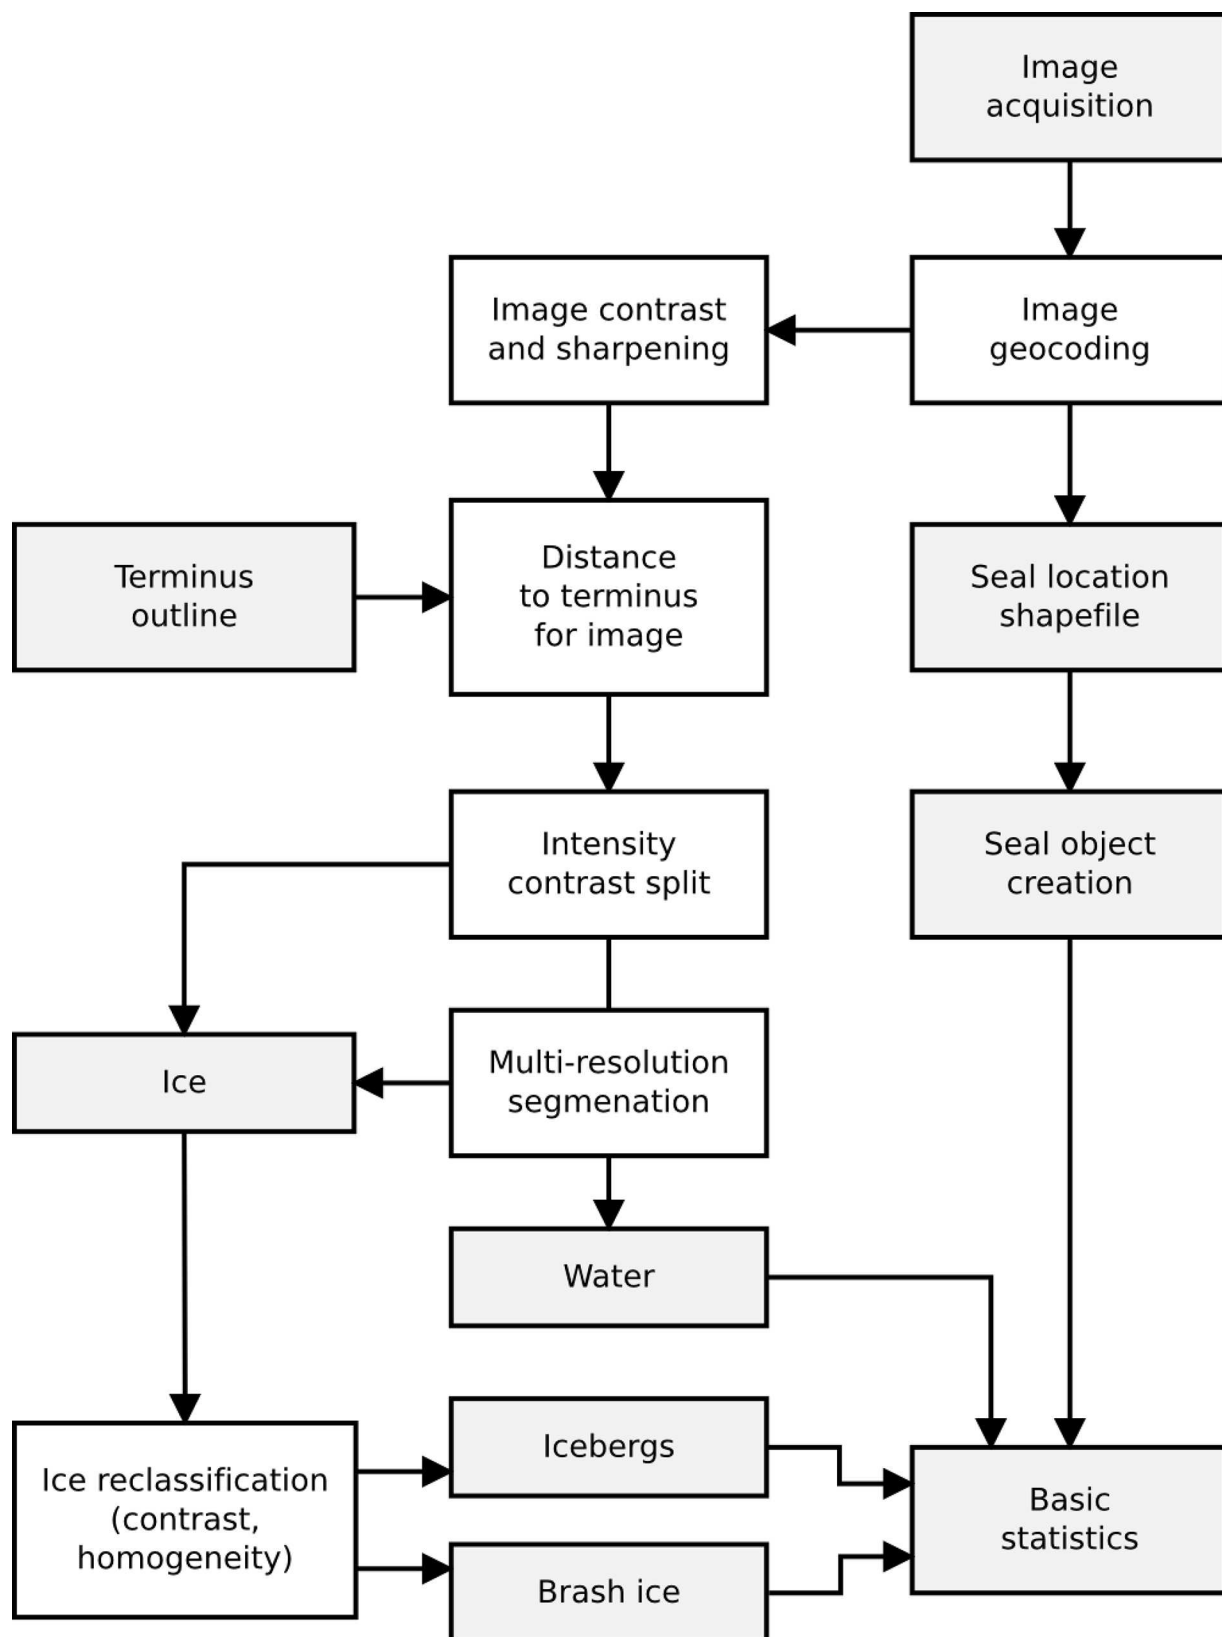 Image
acquisition
Image contrast
and sharpening
Image
geocoding
Terminus
outline
Distance
to terminus
for image
Seal location
shapefile
Intensity
contrast split
Seal object
creation
Ice
Multi-resolution
segmenation
Water
Ice reclassification
(contrast,
homogeneity)
Icebergs
Brash ice
Basic
statistics